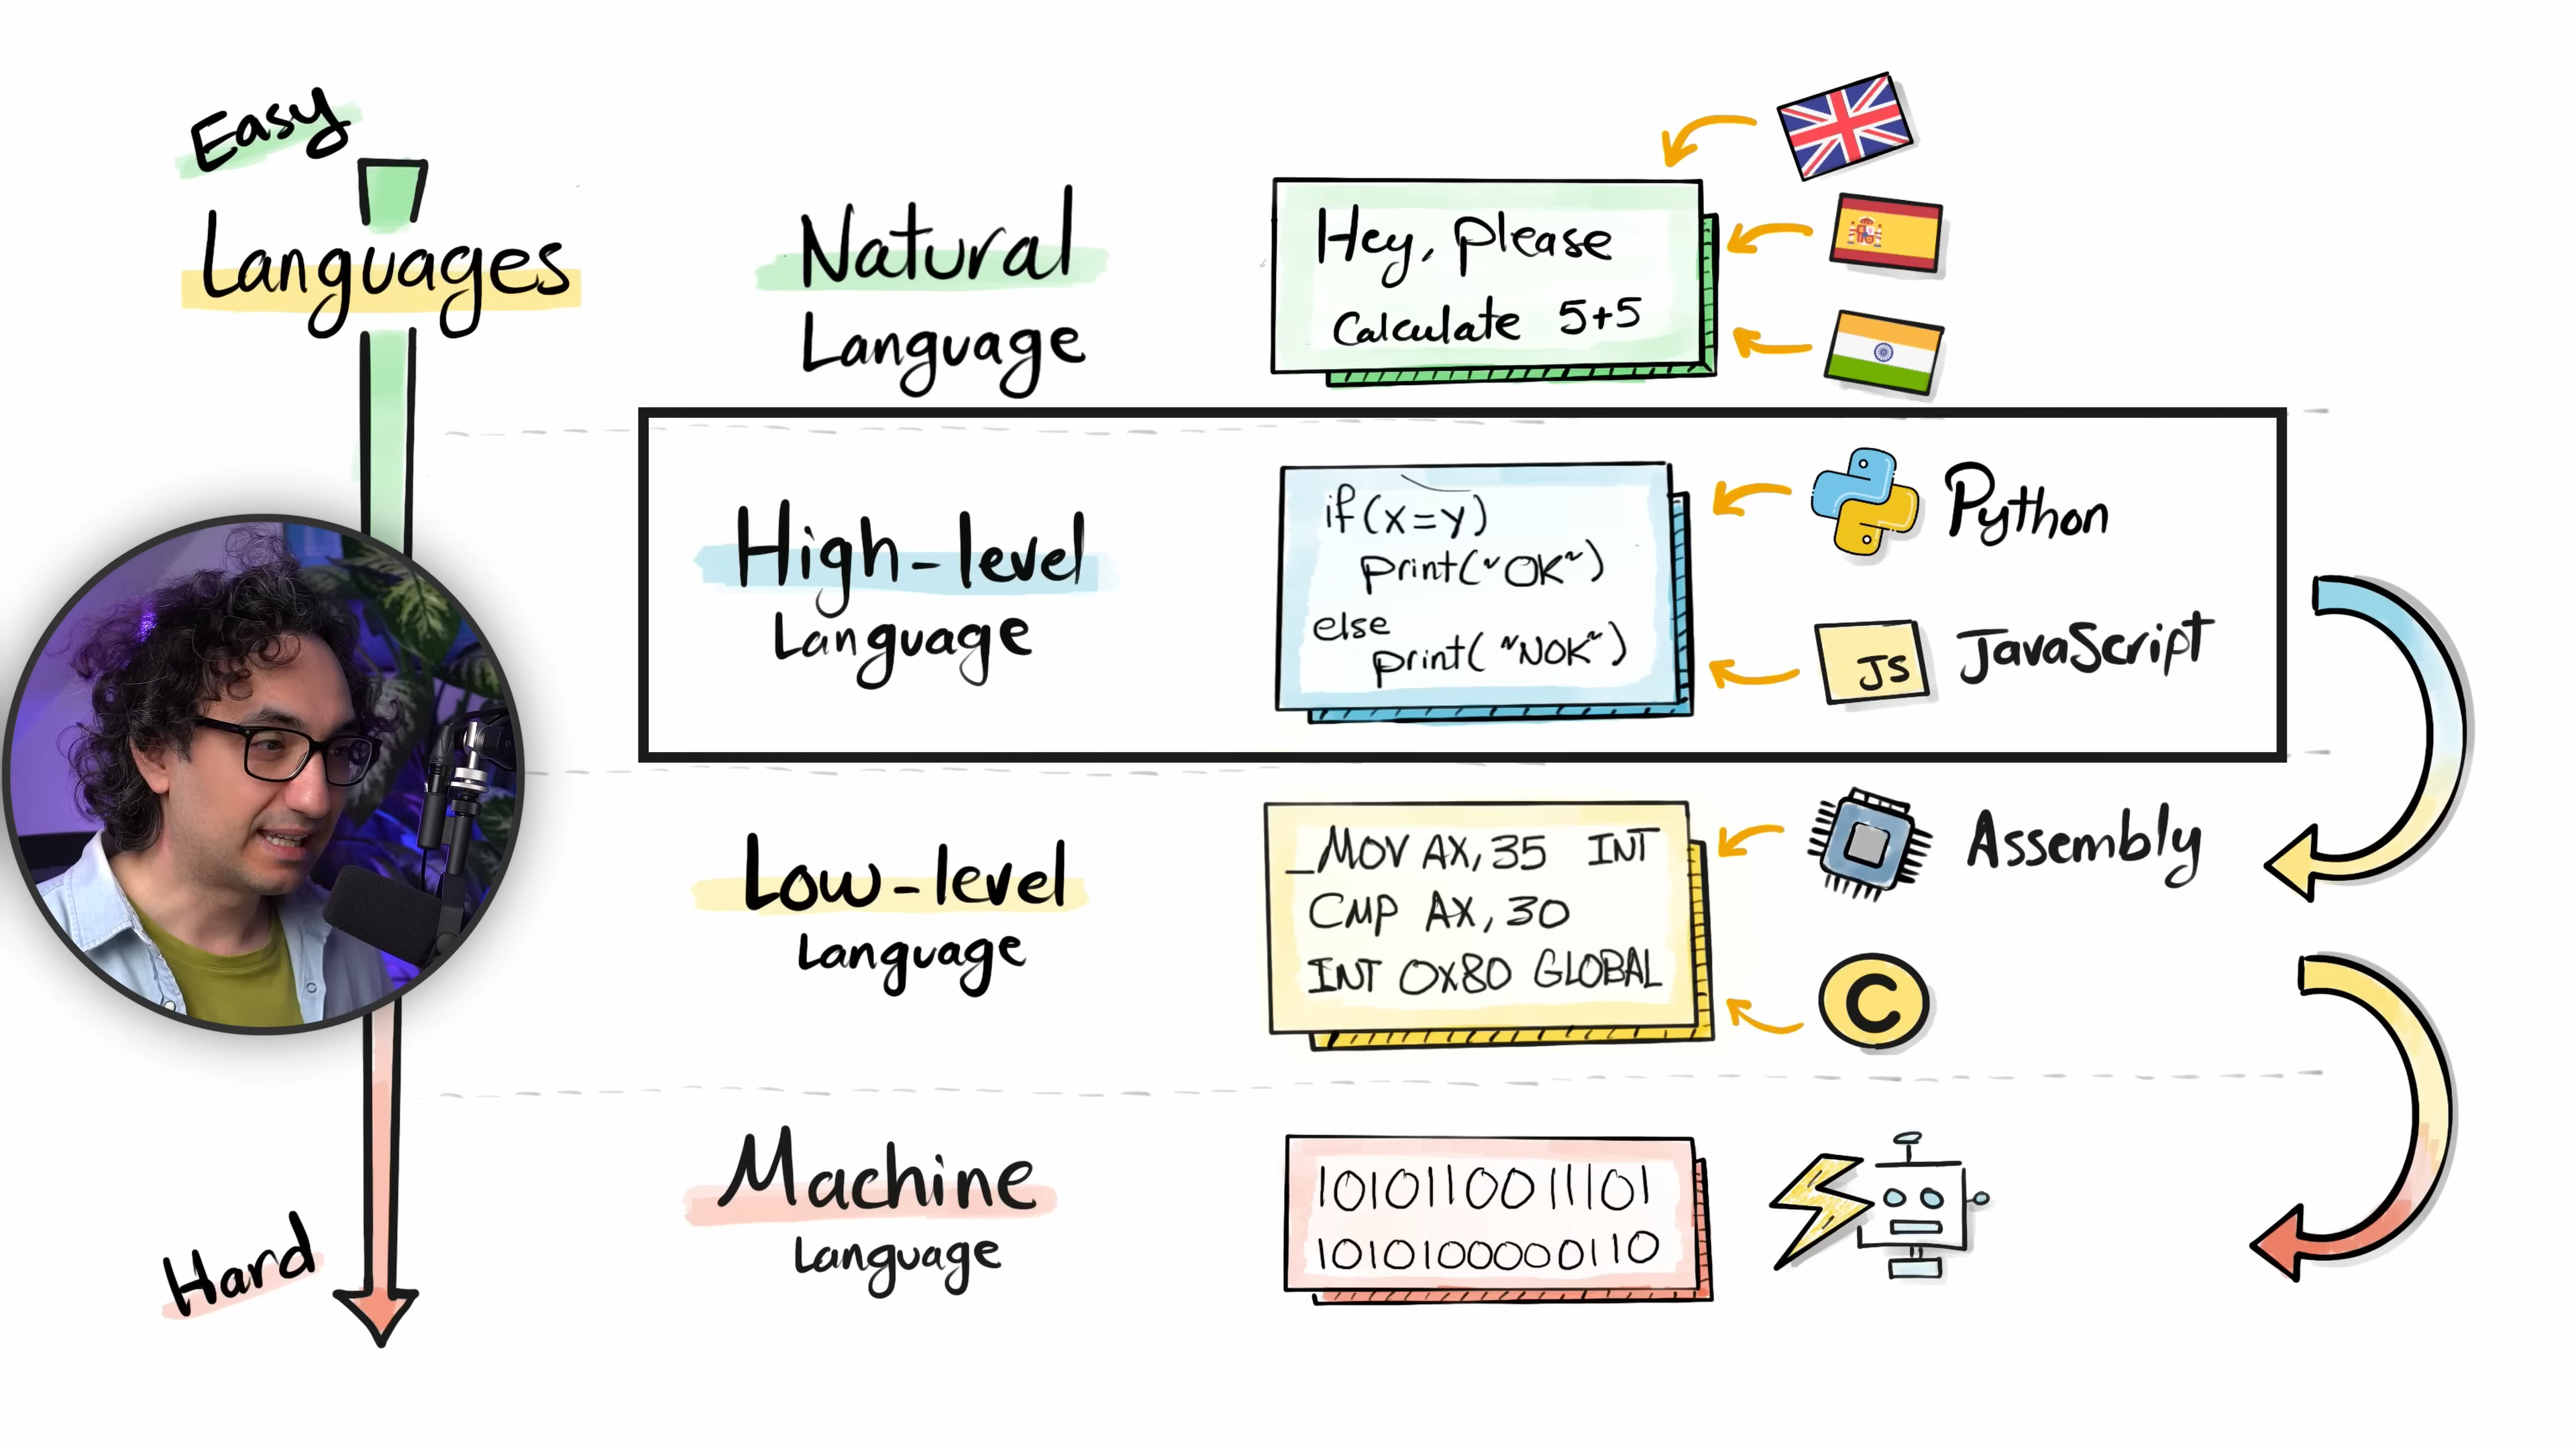 Easy
Languages
Natural
Language
Hey, please
Calculate 5+5
High-level
Language
if(x=y)
print("OK")
else
print("NOK")
Python
JS JavaScript
Low-level
Language
_MOV AX, 35 INT
CMP AX, 30
INT 0x80 GLOBAL
Assembly
C
Machine
Language
1010110011101
1010100000110
Hard